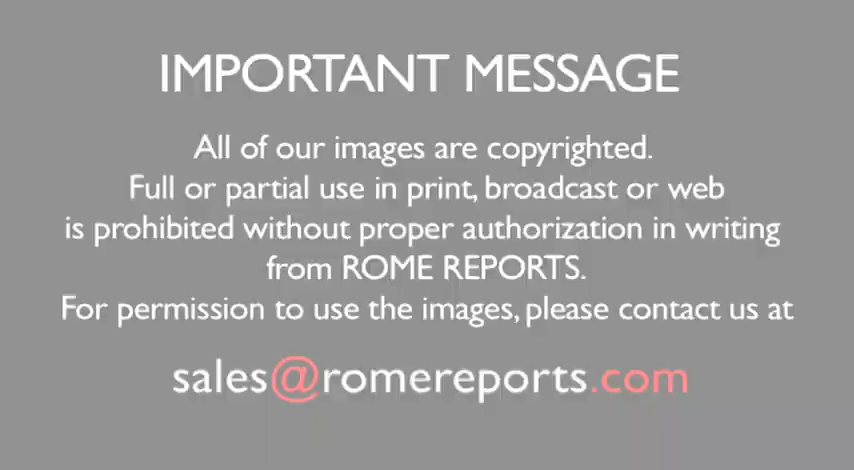 IMPORTANT MESSAGE
All of our images are copyrighted.
Full or partial use in print, broadcast or web
is prohibited without proper authorization in writing
from ROME REPORTS.
For permission to use the images, please contact us at
sales@romereports.com